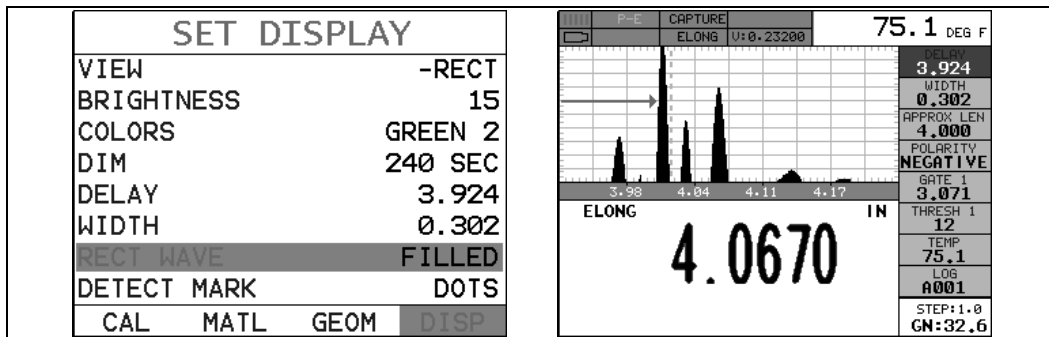 SET DISPLAY
VIEW -RECT
BRIGHTNESS 15
COLORS GREEN 2
DIM 240 SEC
DELAY 3.924
WIDTH 0.302
RECT WAVE FILLED
DETECT MARK DOTS
CAL MATL GEOM DISP
P-E CAPTURE
ELONG V:0.23200
75.1 DEG F
DELAY
3.924
WIDTH
0.302
APPROX LEN
4.000
POLARITY
NEGATIVE
GATE 1
3.071
THRESH 1
12
TEMP
75.1
LOG
A001
STEP:1.0
GN:32.6
3.98 4.04 4.11 4.17
ELONG IN
4.0670